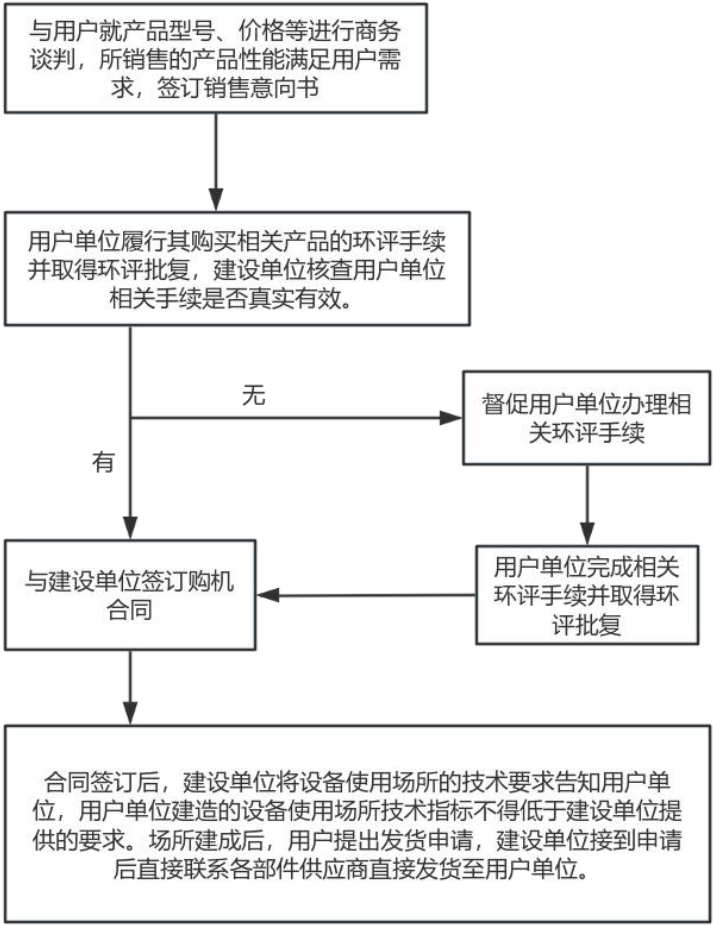 与用户就产品型号、价格等进行商务
谈判，所销售的产品性能满足用户需
求，签订销售意向书
用户单位履行其购买相关产品的环评手续
并取得环评批复，建设单位核查用户单位
相关手续是否真实有效。
无
督促用户单位办理相
关环评手续
有
用户单位完成相关
环评手续并取得环
评批复
与建设单位签订购机
合同
合同签订后，建设单位将设备使用场所的技术要求告知用户单
位，用户单位建造的设备使用场所技术指标不得低于建设单位提
供的要求。场所建成后，用户提出发货申请，建设单位接到申请
后直接联系各部件供应商直接发货至用户单位。